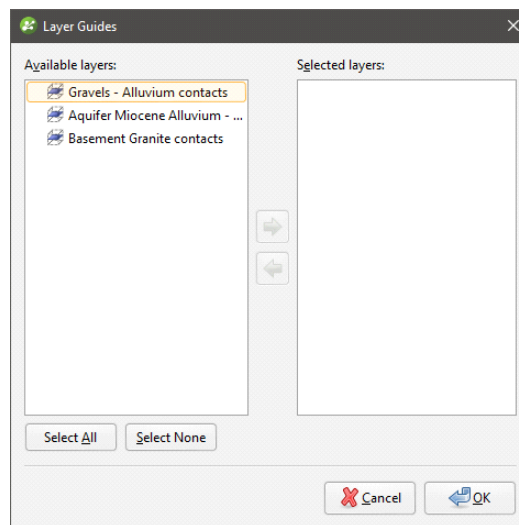 Layer Guides
Available layers:
Selected layers:
Gravels - Alluvium contacts
Aquifer Miocene Alluvium - ...
Basement Granite contacts
Select All
Select None
Cancel
OK